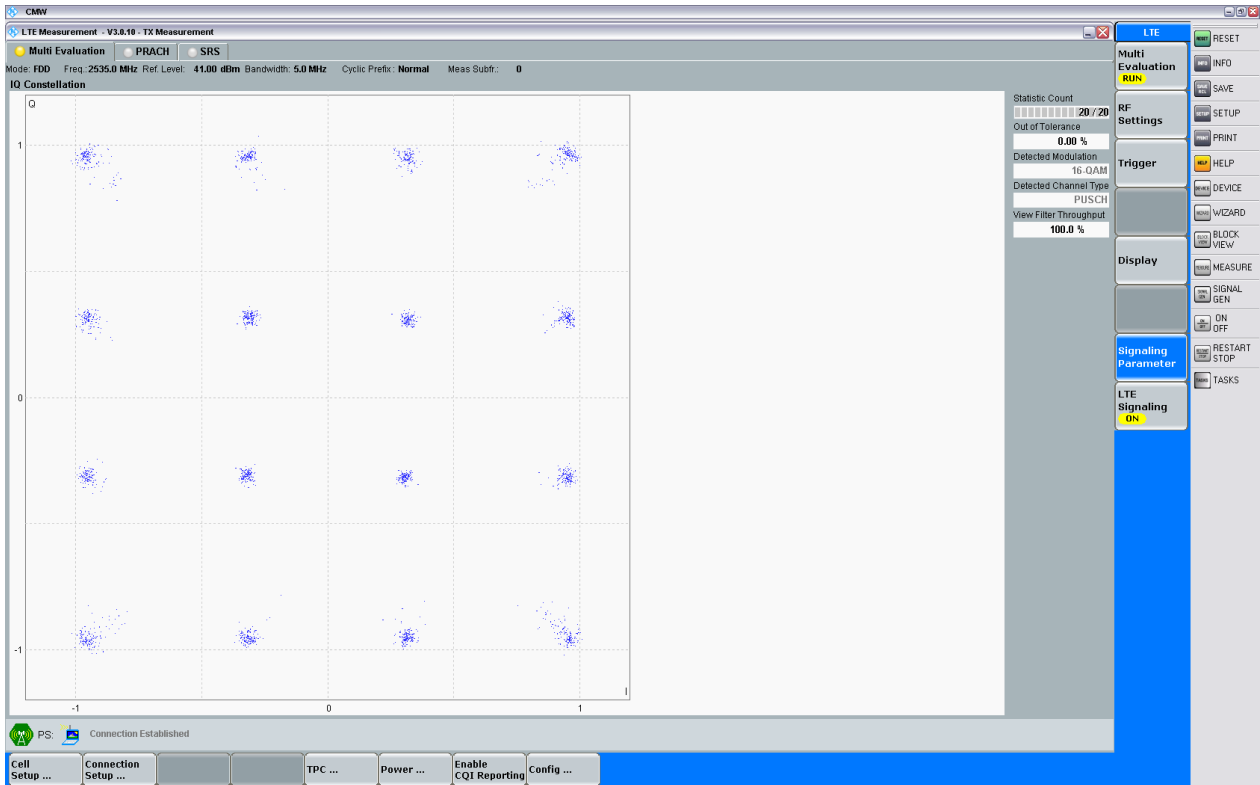 CMW
LTE Measurement - V3.0.10 - TX Measurement
Multi Evaluation PRACH SRS
Mode: FDD Freq.:2535.0 MHz Ref. Level: 41.00 dBm Bandwidth: 5.0 MHz Cyclic Prefix: Normal Meas Subfr.: 0
IQ Constellation
Q
1
0
-1
I
-1 0 1
Statistic Count
20 / 20
Out of Tolerance
0.00 %
Detected Modulation
16-QAM
Detected Channel Type
PUSCH
View Filter Throughput
100.0 %
LTE
Multi
Evaluation
RUN
RF
Settings
Trigger
Display
Signaling
Parameter
LTE
Signaling
ON
RESET
INFO
SAVE
SETUP
PRINT
HELP
DEVICE
WIZARD
BLOCK
VIEW
MEASURE
SIGNAL
GEN
ON
OFF
RESTART
STOP
TASKS
PS: Connection Established
Cell
Setup ...
Connection
Setup ...
TPC ...
Power ...
Enable
CQI Reporting
Config ...